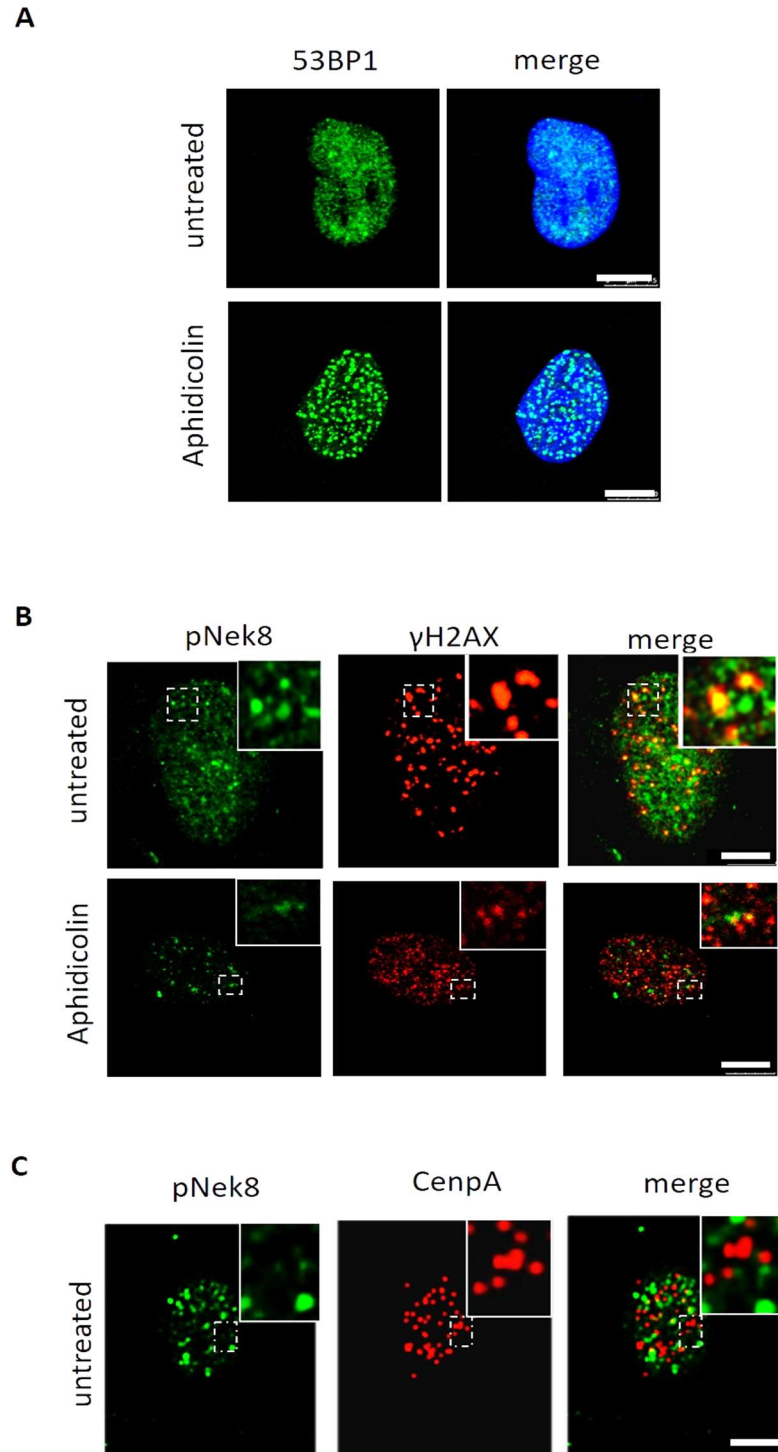 A
53BP1 merge
untreated
Aphidicolin
B
pNek8 γH2AX merge
untreated
Aphidicolin
C
pNek8 CenpA merge
untreated